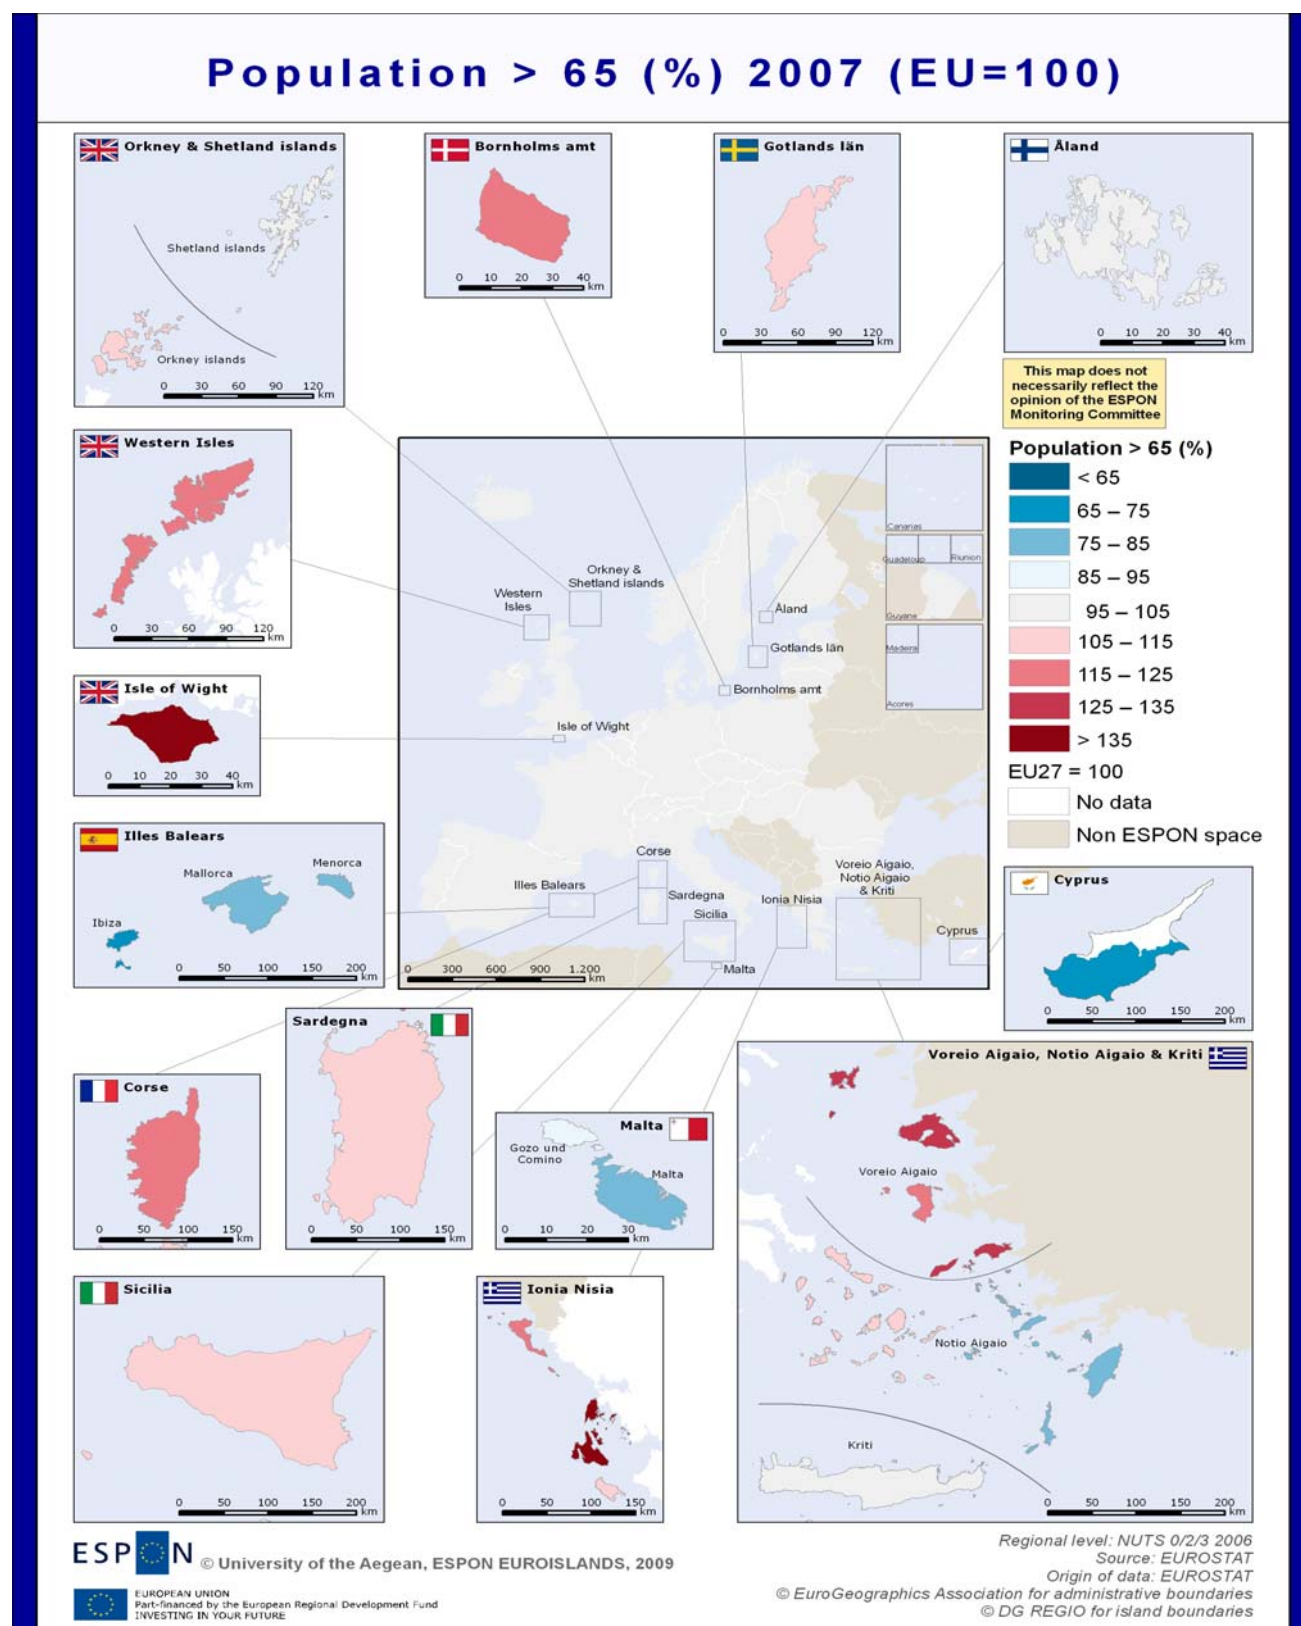 Population > 65 (%) 2007 (EU=100)
Orkney & Shetland islands
Shetland islands
Orkney islands
0 30 60 90 120
km
Bornholms amt
0 10 20 30 40
km
Gotlands län
0 30 60 90 120
km
Åland
0 10 20 30 40
km
This map does not
necessarily reflect the
opinion of the ESPON
Monitoring Committee
Western Isles
0 30 60 90 120
km
Isle of Wight
0 10 20 30 40
km
Illes Balears
Mallorca
Menorca
Ibiza
0 50 100 150 200
km
Canarias
Guadeloup
Riunion
Guyane
Madeira
Acores
Orkney &
Shetland islands
Western
Isles
Åland
Gotlands län
Bornholms amt
Isle of Wight
Corse
Illes Balears
Sardegna
Sicilia
Ionia Nisia
Voreio Aigaio,
Notio Aigaio
& Kriti
Cyprus
Malta
0 300 600 900 1.200
km
Population > 65 (%)
< 65
65 – 75
75 – 85
85 – 95
95 – 105
105 – 115
115 – 125
125 – 135
> 135
EU27 = 100
No data
Non ESPON space
Cyprus
0 50 100 150 200
km
Sardegna
0 50 100 150
km
Corse
0 50 100 150
km
Malta
Gozo und
Comino
Malta
0 10 20 30
km
Voreio Aigaio, Notio Aigaio & Kriti
Voreio Aigaio
Notio Aigaio
Kriti
0 50 100 150 200
km
Sicilia
0 50 100 150 200
km
Ionia Nisia
0 50 100 150
km
ESPON © University of the Aegean, ESPON EUROISLANDS, 2009
EUROPEAN UNION
Part-financed by the European Regional Development Fund
INVESTING IN YOUR FUTURE
Regional level: NUTS 0/2/3 2006
Source: EUROSTAT
Origin of data: EUROSTAT
© EuroGeographics Association for administrative boundaries
© DG REGIO for island boundaries